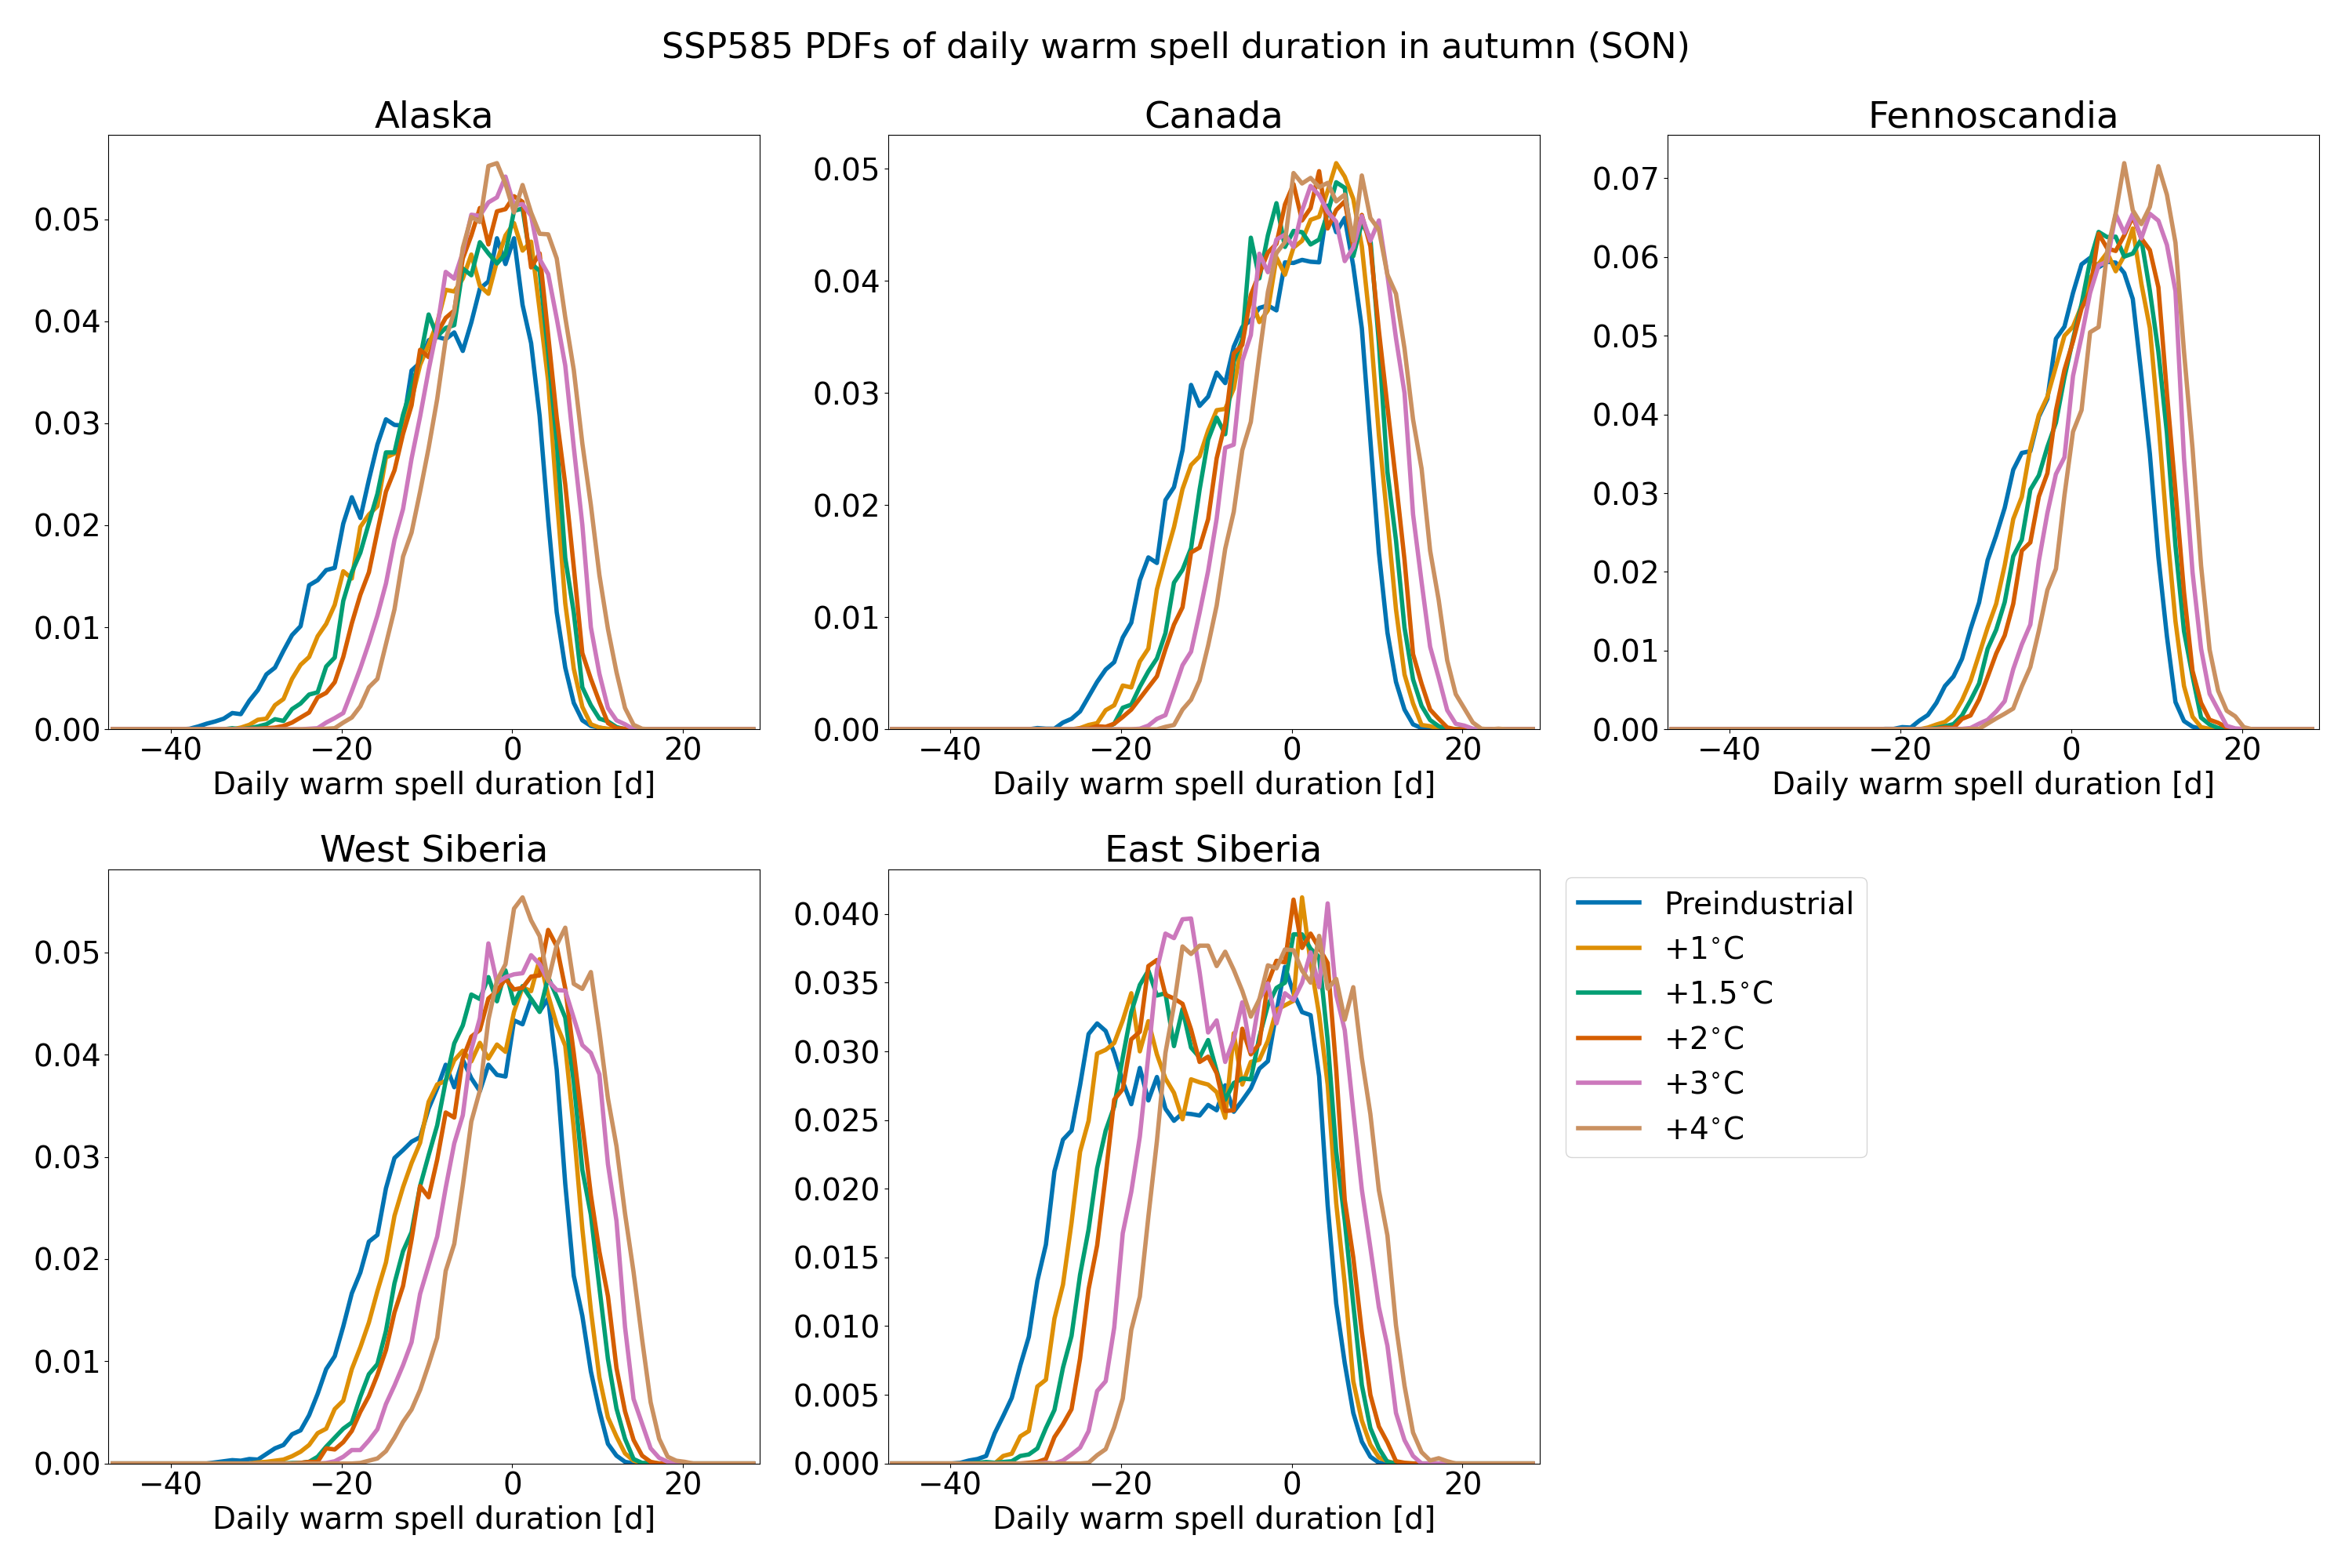 SSP585 PDFs of daily warm spell duration in autumn (SON)
Alaska
0.05
0.04
0.03
0.02
0.01
0.00
−40 −20 0 20
Daily warm spell duration [d]
Canada
0.05
0.04
0.03
0.02
0.01
0.00
−40 −20 0 20
Daily warm spell duration [d]
Fennoscandia
0.07
0.06
0.05
0.04
0.03
0.02
0.01
0.00
−40 −20 0 20
Daily warm spell duration [d]
West Siberia
0.05
0.04
0.03
0.02
0.01
0.00
−40 −20 0 20
Daily warm spell duration [d]
East Siberia
0.040
0.035
0.030
0.025
0.020
0.015
0.010
0.005
0.000
−40 −20 0 20
Daily warm spell duration [d]
Preindustrial
+1°C
+1.5°C
+2°C
+3°C
+4°C